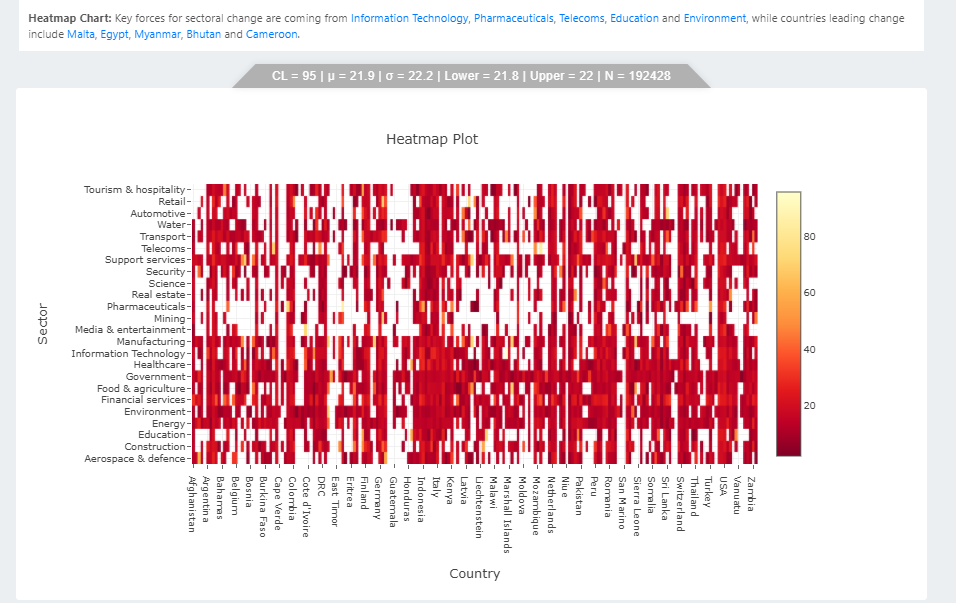 Heatmap Chart: Key forces for sectoral change are coming from Information Technology, Pharmaceuticals, Telecoms, Education and Environment, while countries leading change
include Malta, Egypt, Myanmar, Bhutan and Cameroon.
CL = 95 | μ = 21.9 | σ = 22.2 | Lower = 21.8 | Upper = 22 | N = 192428
Heatmap Plot
Sector
Tourism & hospitality
Retail
Automotive
Water
Transport
Telecoms
Support services
Security
Science
Real estate
Pharmaceuticals
Mining
Media & entertainment
Manufacturing
Information Technology
Healthcare
Government
Food & agriculture
Financial services
Environment
Energy
Education
Construction
Aerospace & defence
80
60
40
20
Afghanistan
Argentina
Bahamas
Belgium
Bosnia
Burkina Faso
Cape Verde
Colombia
Cote d'Ivoire
DRC
East Timor
Eritrea
Finland
Germany
Guatemala
Honduras
Indonesia
Italy
Kenya
Latvia
Liechtenstein
Malawi
Marshall Islands
Moldova
Mozambique
Netherlands
Niue
Pakistan
Peru
Romania
San Marino
Sierra Leone
Somalia
Sri Lanka
Switzerland
Thailand
Turkey
USA
Vanuatu
Zambia
Country